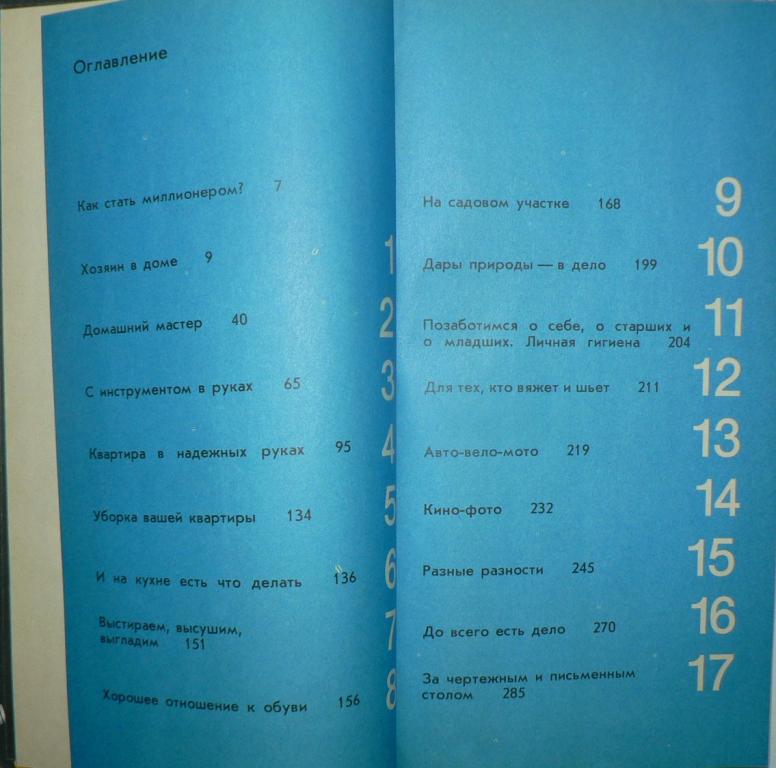 Оглавление
Как стать миллионером? 7
Хозяин в доме 9 1
Домашний мастер 40 2
С инструментом в руках 65 3
Квартира в надежных руках 95 4
Уборка вашей квартиры 134 5
И на кухне есть что делать 136 6
Выстираем, высушим,
выгладим 151 7
Хорошее отношение к обуви 156 8
На садовом участке 168 9
Дары природы — в дело 199 10
Позаботимся о себе, о старших и 11
о младших. Личная гигиена 204
Для тех, кто вяжет и шьет 211 12
Авто-вело-мото 219 13
Кино-фото 232 14
Разные разности 245 15
До всего есть дело 270 16
За чертежным и письменным 17
столом 285